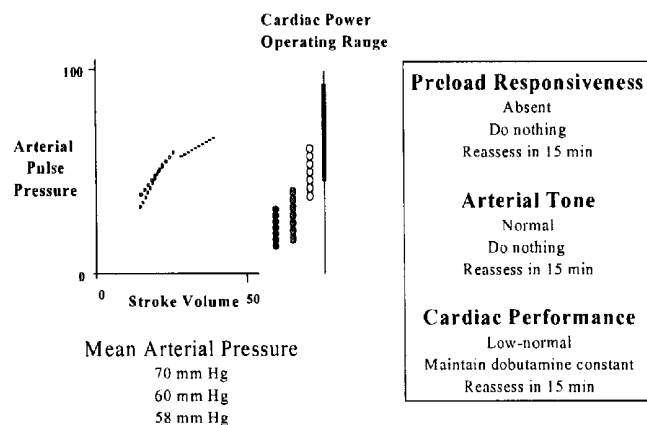 Cardiac Power
Operating Range
100
Arterial
Pulse
Pressure
0
0
Stroke Volume
50
Mean Arterial Pressure
70 mm Hg
60 mm Hg
58 mm Hg
Preload Responsiveness
Absent
Do nothing
Reassess in 15 min
Arterial Tone
Normal
Do nothing
Reassess in 15 min
Cardiac Performance
Low-normal
Maintain dobutamine constant
Reassess in 15 min